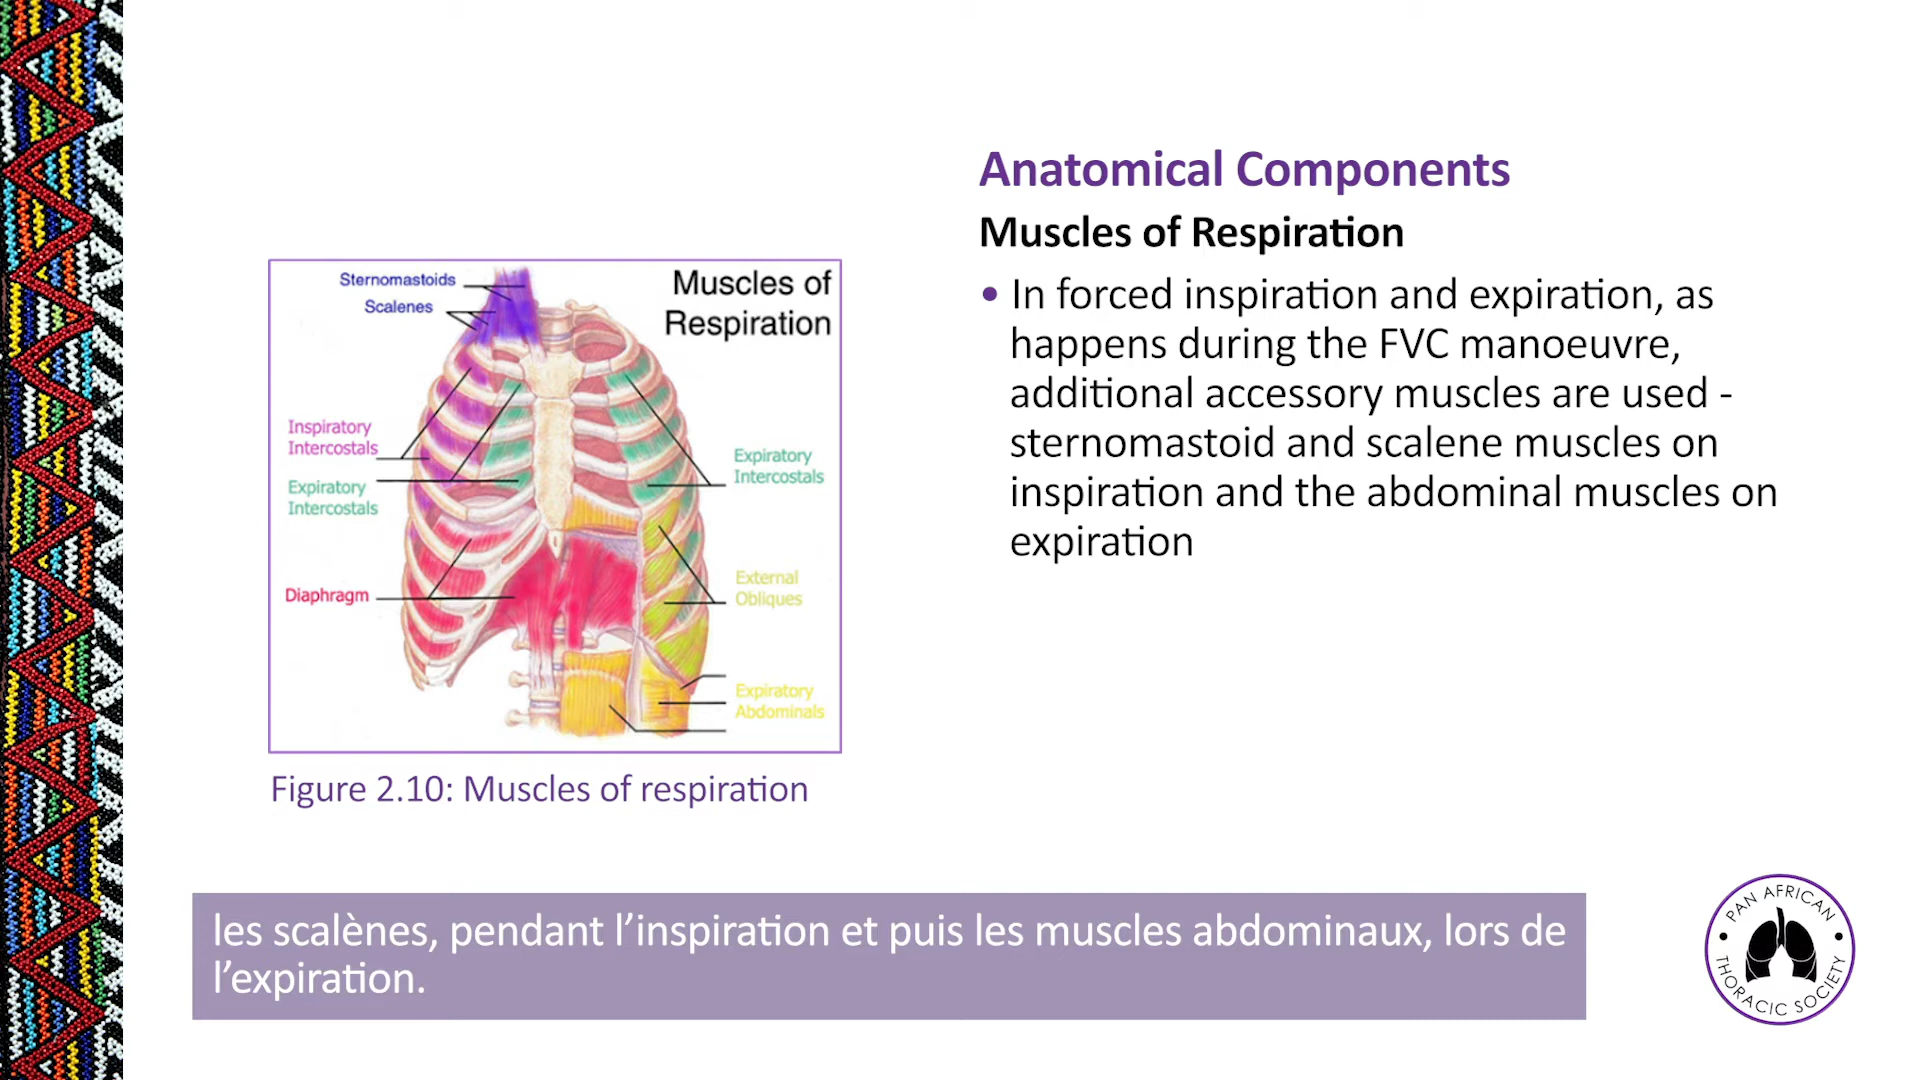 Anatomical Components
Muscles of Respiration
• In forced inspiration and expiration, as
happens during the FVC manoeuvre,
additional accessory muscles are used -
sternomastoid and scalene muscles on
inspiration and the abdominal muscles on
expiration
Muscles of
Respiration
Sternomastoids
Scalenes
Inspiratory
Intercostals
Expiratory
Intercostals
Diaphragm
Expiratory
Intercostals
External
Obliques
Expiratory
Abdominals
Figure 2.10: Muscles of respiration
les scalènes, pendant l’inspiration et puis les muscles abdominaux, lors de
l’expiration.
PAN AFRICAN
THORACIC SOCIETY